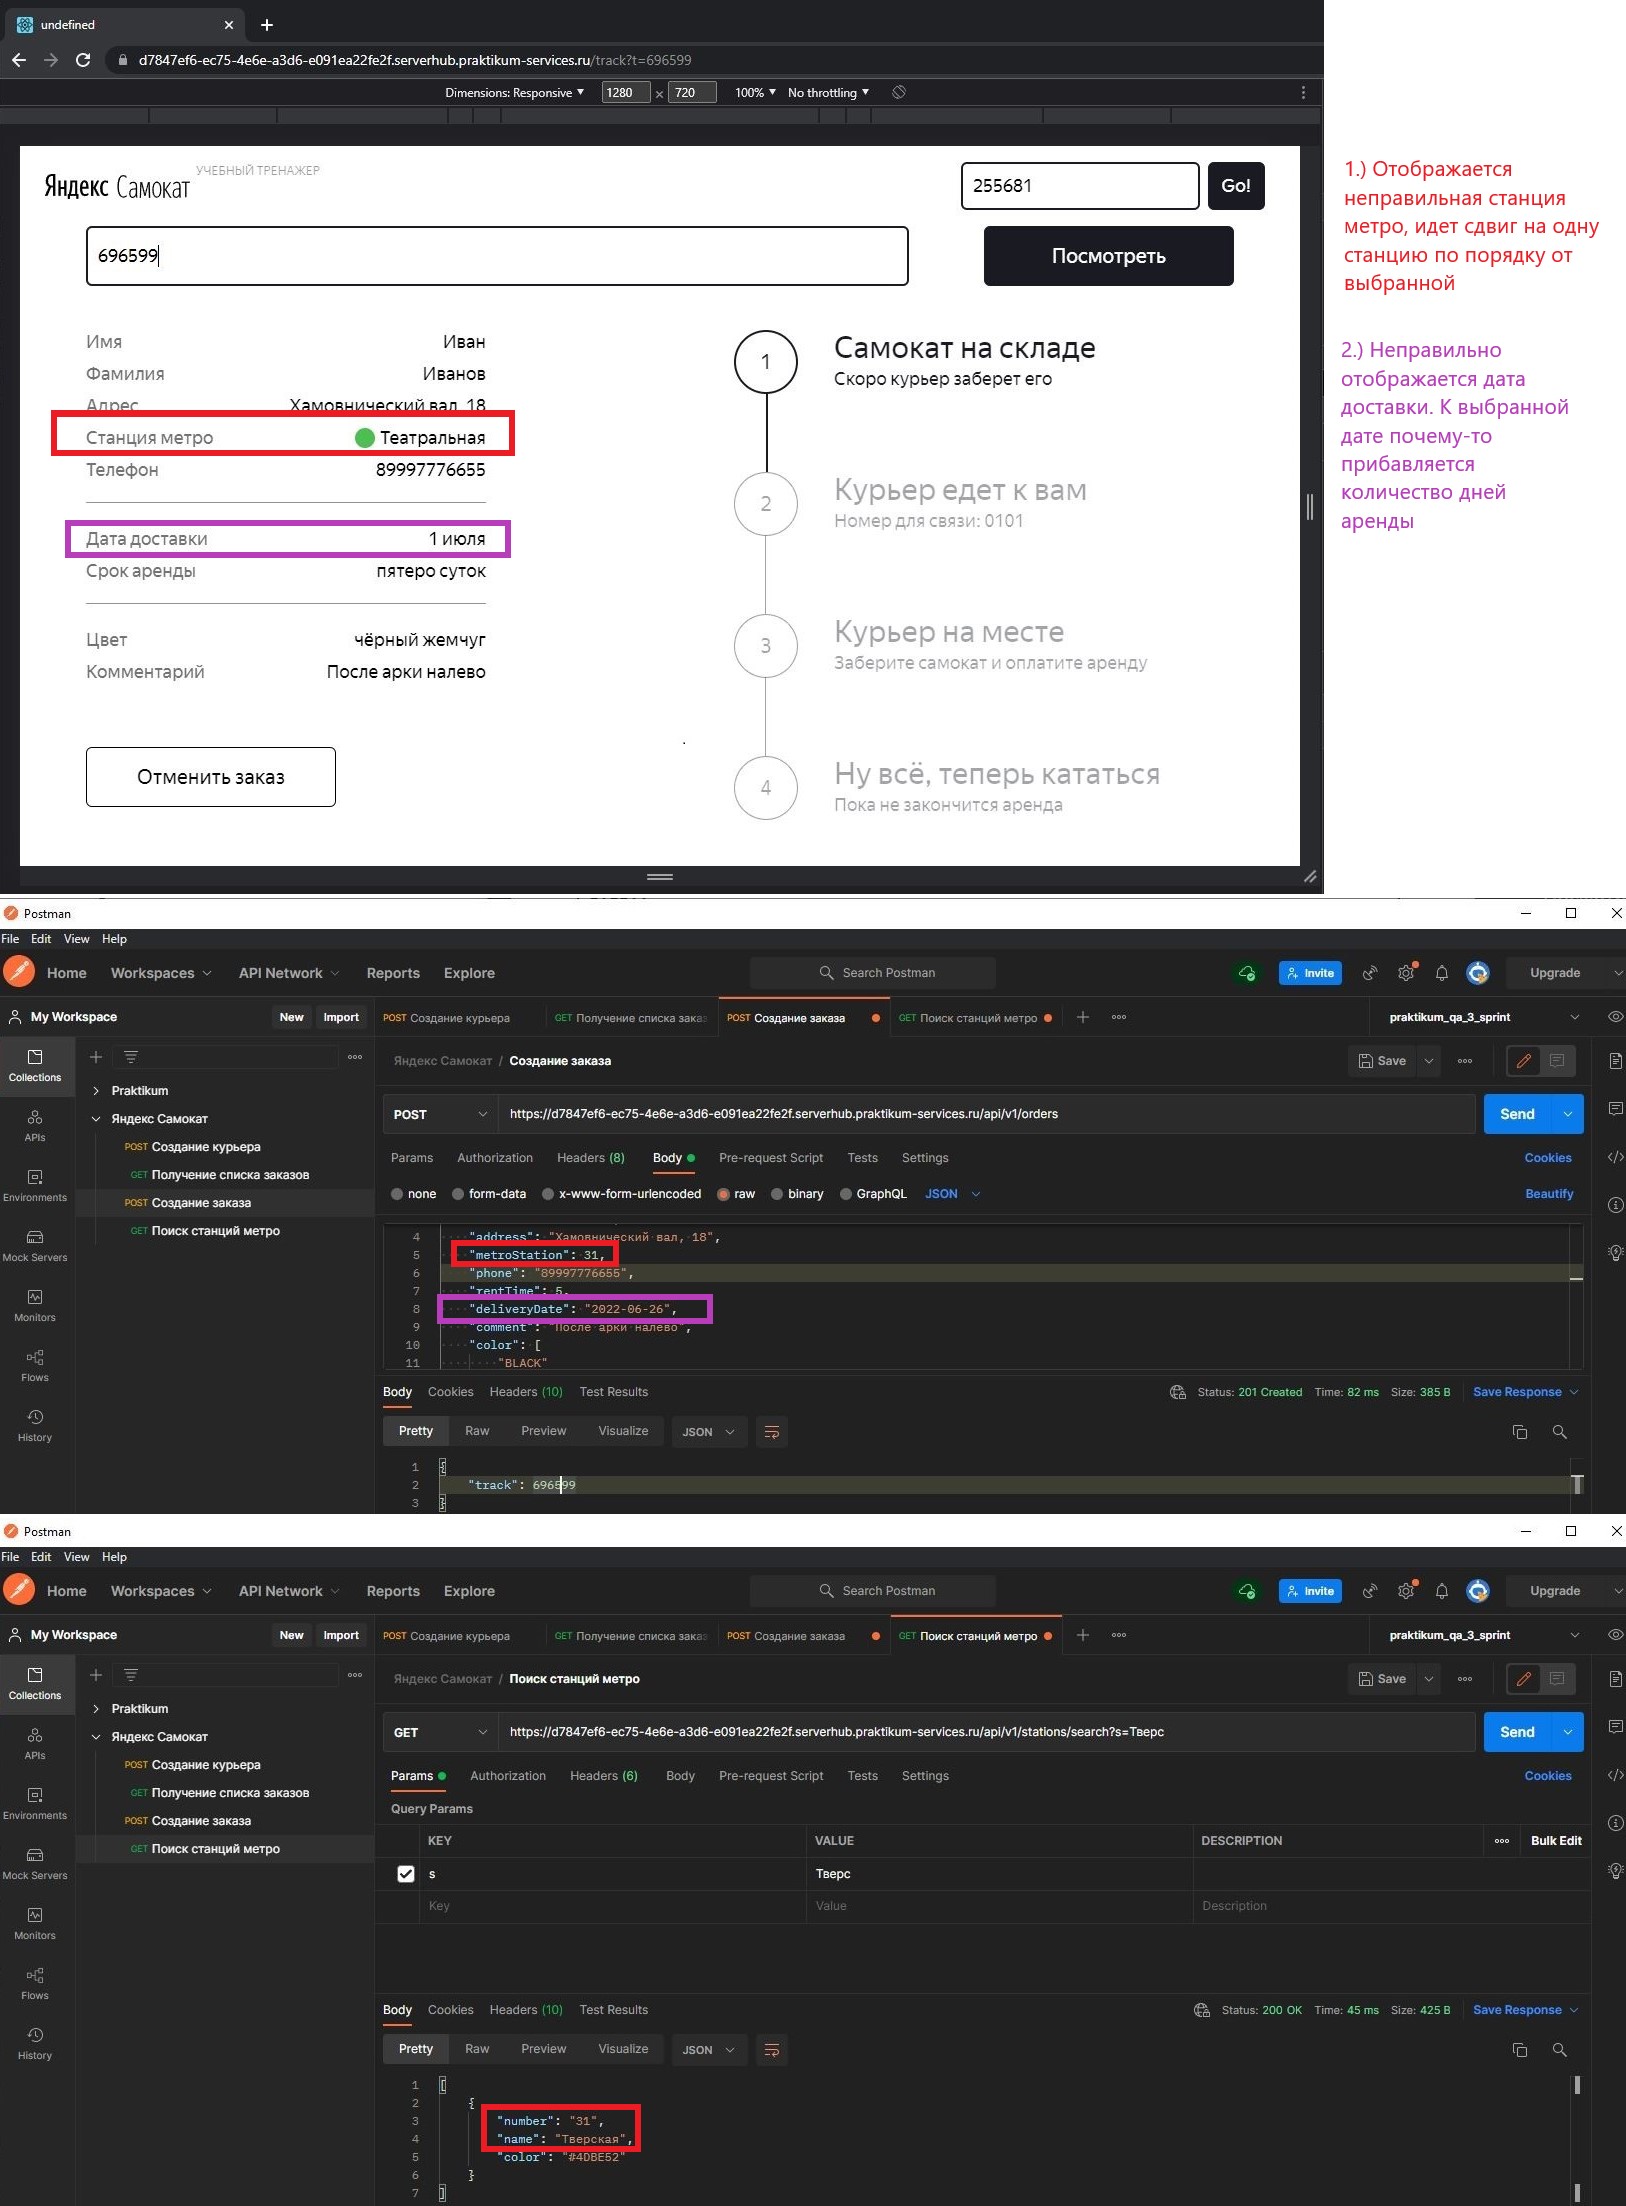 undefined
d7847ef6-ec75-4e6e-a3d6-e091ea22fe2f.serverhub.praktikum-services.ru/track?t=696599
Dimensions: Responsive 1280 × 720 100% No throttling
Яндекс Самокат УЧЕБНЫЙ ТРЕНАЖЕР
255681 Go!
696599 Посмотреть
Имя Иван
Фамилия Иванов
Адрес Хамовнический вал, 18
Станция метро Театральная
Телефон 89997776655
Дата доставки 1 июля
Срок аренды пятеро суток
Цвет чёрный жемчуг
Комментарий После арки налево
Отменить заказ
1 Самокат на складе
Скоро курьер заберет его
2 Курьер едет к вам
Номер для связи: 0101
3 Курьер на месте
Заберите самокат и оплатите аренду
4 Ну всё, теперь кататься
Пока не закончится аренда
1.) Отображается
неправильная станция
метро, идет сдвиг на одну
станцию по порядку от
выбранной
2.) Неправильно
отображается дата
доставки. К выбранной
дате почему-то
прибавляется
количество дней
аренды
Postman
File Edit View Help
Home Workspaces API Network Reports Explore Search Postman Invite Upgrade
My Workspace New Import
POST Создание курьера GET Получение списка заказ POST Создание заказа GET Поиск станций метро praktikum_qa_3_sprint
Collections
APIs
Environments
Mock Servers
Monitors
Flows
History
Praktikum
Яндекс Самокат
POST Создание курьера
GET Получение списка заказов
POST Создание заказа
GET Поиск станций метро
Яндекс Самокат / Создание заказа Save
POST https://d7847ef6-ec75-4e6e-a3d6-e091ea22fe2f.serverhub.praktikum-services.ru/api/v1/orders Send
Params Authorization Headers (8) Body Pre-request Script Tests Settings Cookies
none form-data x-www-form-urlencoded raw binary GraphQL JSON Beautify
4 "address": "Хамовнический вал, 18",
5 "metroStation": 31,
6 "phone": "89997776655",
7 "rentTime": 5,
8 "deliveryDate": "2022-06-26",
9 "comment": "После арки налево",
10 "color": [
11 "BLACK"
Body Cookies Headers (10) Test Results Status: 201 Created Time: 82 ms Size: 385 B Save Response
Pretty Raw Preview Visualize JSON
1 {
2 "track": 696599
3 }
Postman
File Edit View Help
Home Workspaces API Network Reports Explore Search Postman Invite Upgrade
My Workspace New Import
POST Создание курьера GET Получение списка заказ POST Создание заказа GET Поиск станций метро praktikum_qa_3_sprint
Collections
APIs
Environments
Mock Servers
Monitors
Flows
History
Praktikum
Яндекс Самокат
POST Создание курьера
GET Получение списка заказов
POST Создание заказа
GET Поиск станций метро
Яндекс Самокат / Поиск станций метро Save
GET https://d7847ef6-ec75-4e6e-a3d6-e091ea22fe2f.serverhub.praktikum-services.ru/api/v1/stations/search?s=Тверс Send
Params Authorization Headers (6) Body Pre-request Script Tests Settings Cookies
Query Params
KEY VALUE DESCRIPTION Bulk Edit
s Тверс
Key Value Description
Body Cookies Headers (10) Test Results Status: 200 OK Time: 45 ms Size: 425 B Save Response
Pretty Raw Preview Visualize JSON
1 [
2 {
3 "number": "31",
4 "name": "Тверская",
5 "color": "#4DBE52"
6 }
7 ]